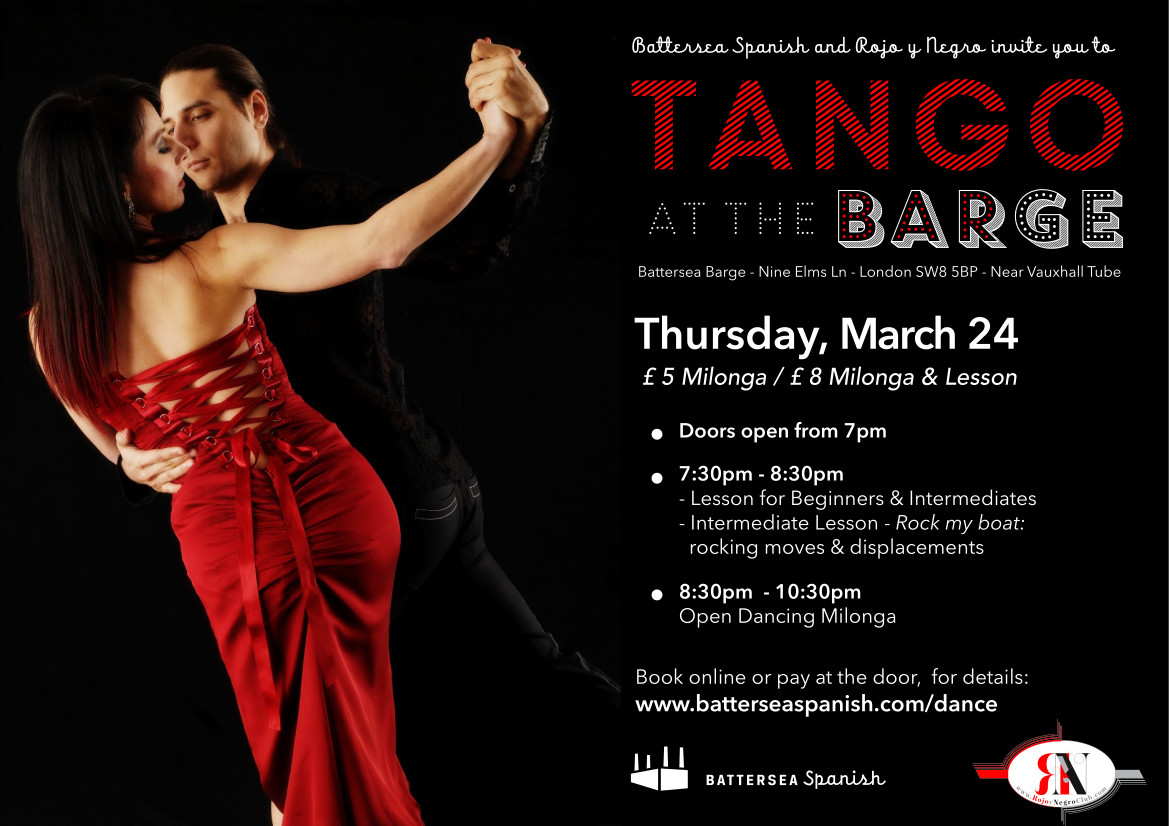 Battersea Spanish and Rojo y Negro invite you to
TANGO
AT THE BARGE
Battersea Barge - Nine Elms Ln - London SW8 5BP - Near Vauxhall Tube
Thursday, March 24
£ 5 Milonga / £ 8 Milonga & Lesson
● Doors open from 7pm
● 7:30pm - 8:30pm
- Lesson for Beginners & Intermediates
- Intermediate Lesson - Rock my boat:
rocking moves & displacements
● 8:30pm - 10:30pm
Open Dancing Milonga
Book online or pay at the door, for details:
www.batterseaspanish.com/dance
BATTERSEA Spanish
RN
www.RojoyNegroClub.com